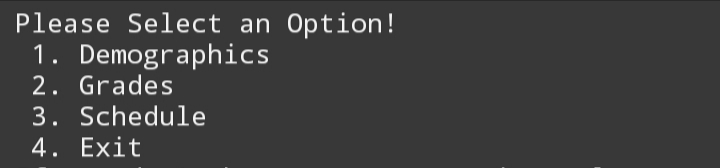 Please Select an Option!
1. Demographics
2. Grades
3. Schedule
4. Exit